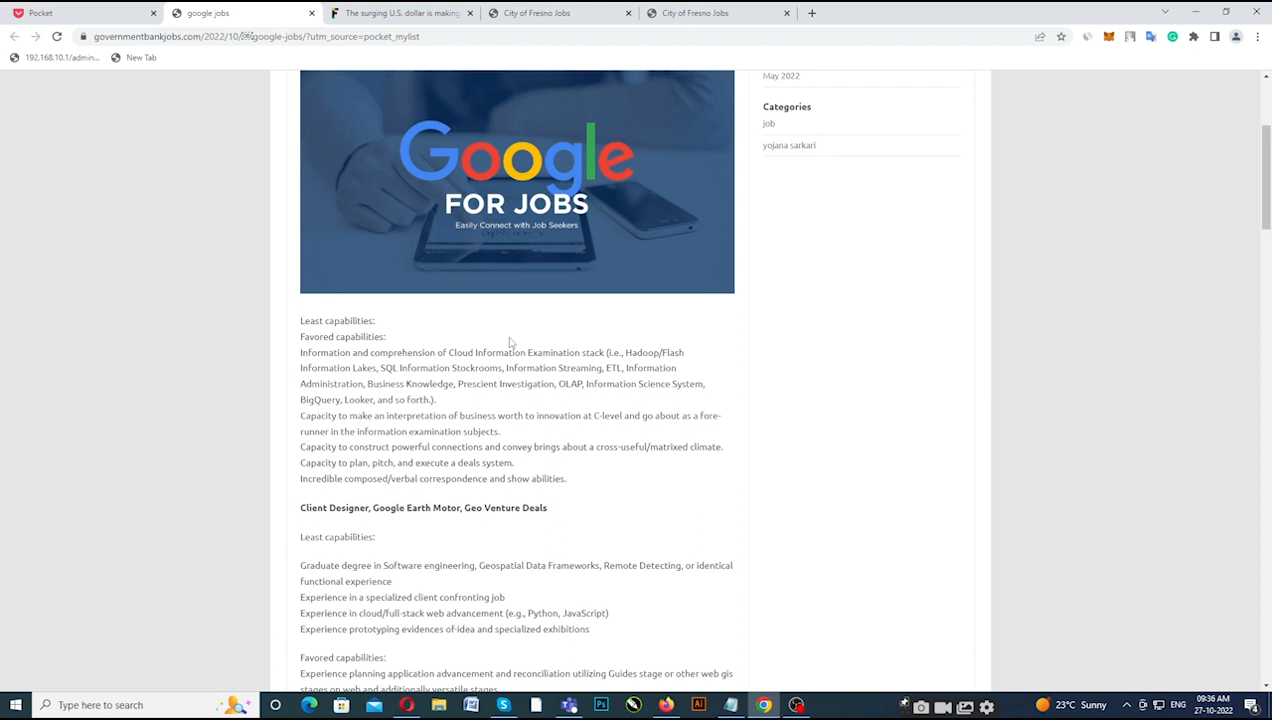 Pocket
google jobs
The surging U.S. dollar is making
City of Fresno Jobs
City of Fresno Jobs
governmentbankjobs.com/2022/10/google-jobs/?utm_source=pocket_mylist
192.168.10.1/admin...
New Tab
Google
FOR JOBS
Easily Connect with Job Seekers
May 2022
Categories
job
yojana sarkari
Least capabilities:
Favored capabilities:
Information and comprehension of Cloud Information Examination stack (i.e., Hadoop/Flash
Information Lakes, SQL Information Stockrooms, Information Streaming, ETL, Information
Administration, Business Knowledge, Prescient Investigation, OLAP, Information Science System,
BigQuery, Looker, and so forth.).
Capacity to make an interpretation of business worth to innovation at C-level and go about as a fore-
runner in the information examination subjects.
Capacity to construct powerful connections and convey brings about a cross-useful/matrixed climate.
Capacity to plan, pitch, and execute a deals system.
Incredible composed/verbal correspondence and show abilities.
Client Designer, Google Earth Motor, Geo Venture Deals
Least capabilities:
Graduate degree in Software engineering, Geospatial Data Frameworks, Remote Detecting, or identical
functional experience
Experience in a specialized client confronting job
Experience in cloud/full-stack web advancement (e.g., Python, JavaScript)
Experience prototyping evidences of-idea and specialized exhibitions
Favored capabilities:
Experience planning application advancement and reconciliation utilizing Guides stage or other web gis
stages on web and additionally versatile stages
Type here to search
23°C Sunny
ENG
09:36 AM
27-10-2022